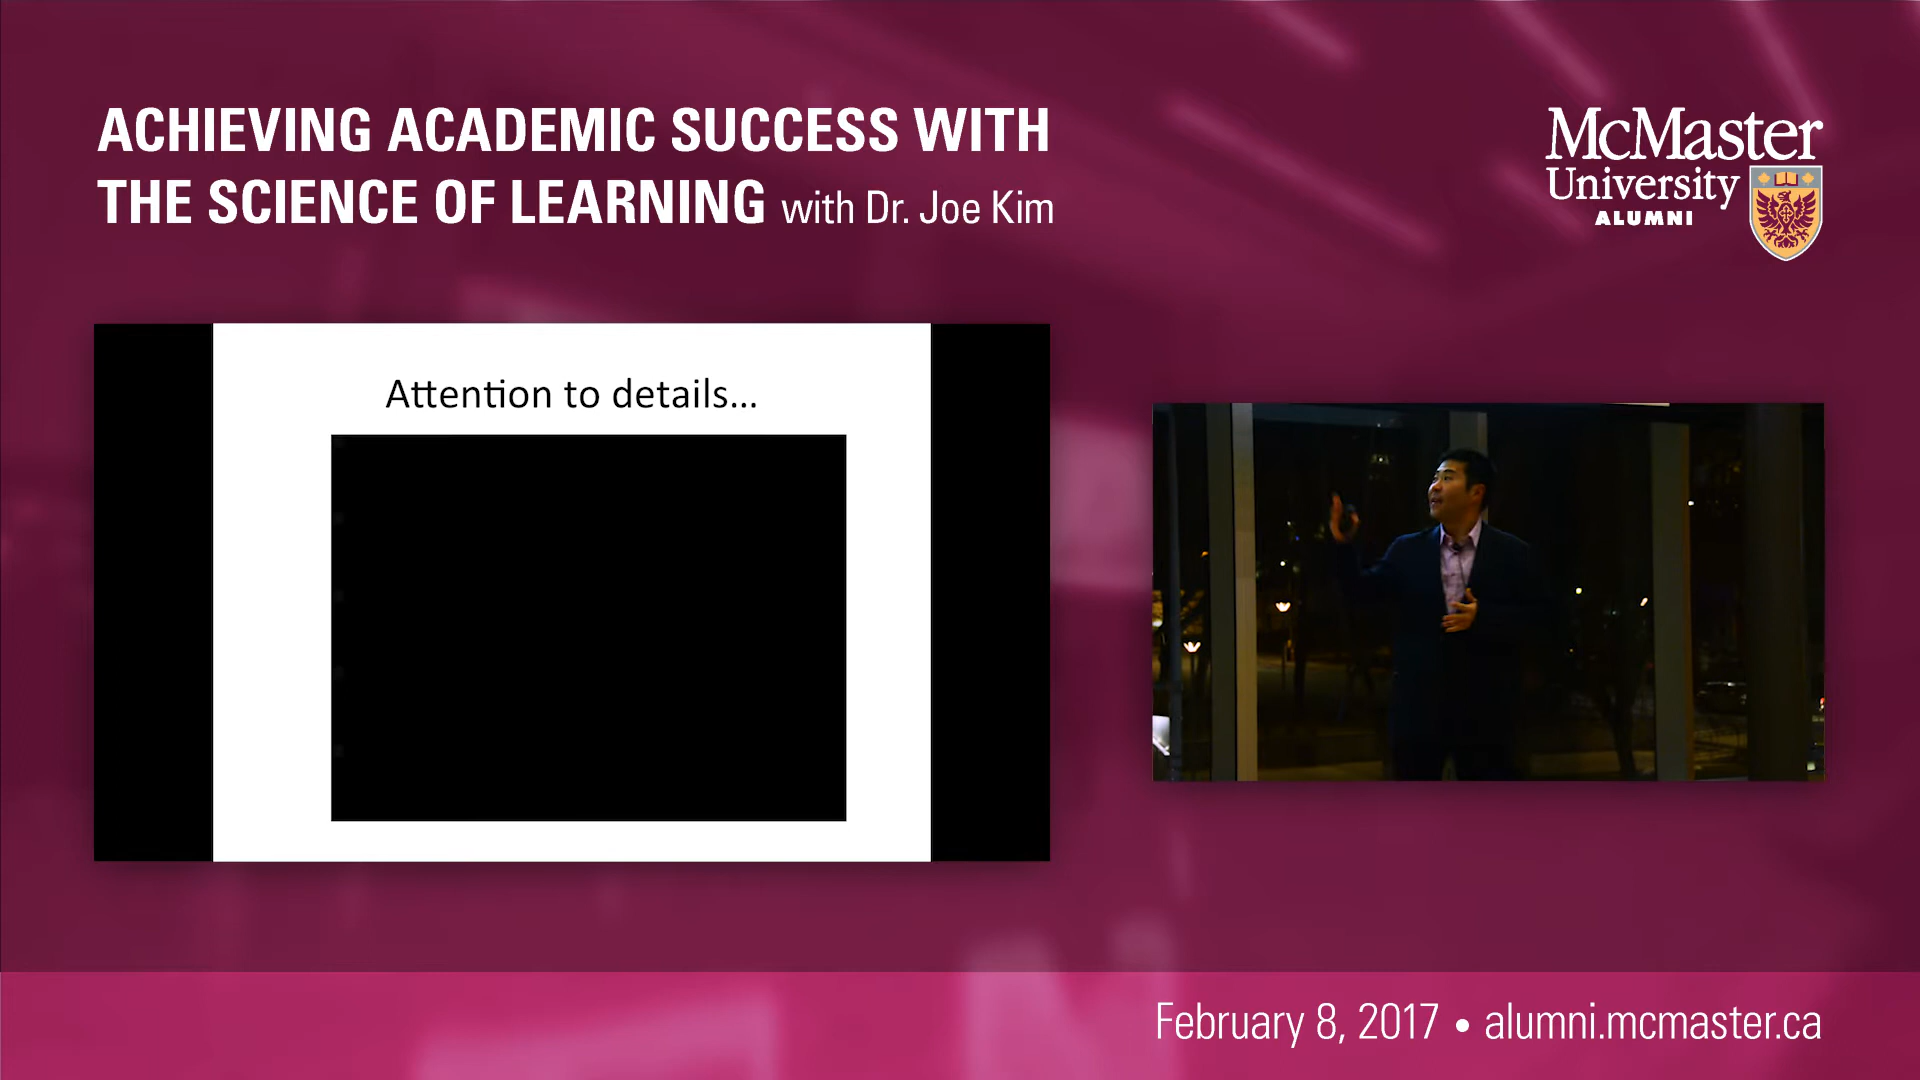 ACHIEVING ACADEMIC SUCCESS WITH
THE SCIENCE OF LEARNING with Dr. Joe Kim
McMaster
University
ALUMNI
Attention to details...
February 8, 2017 • alumni.mcmaster.ca